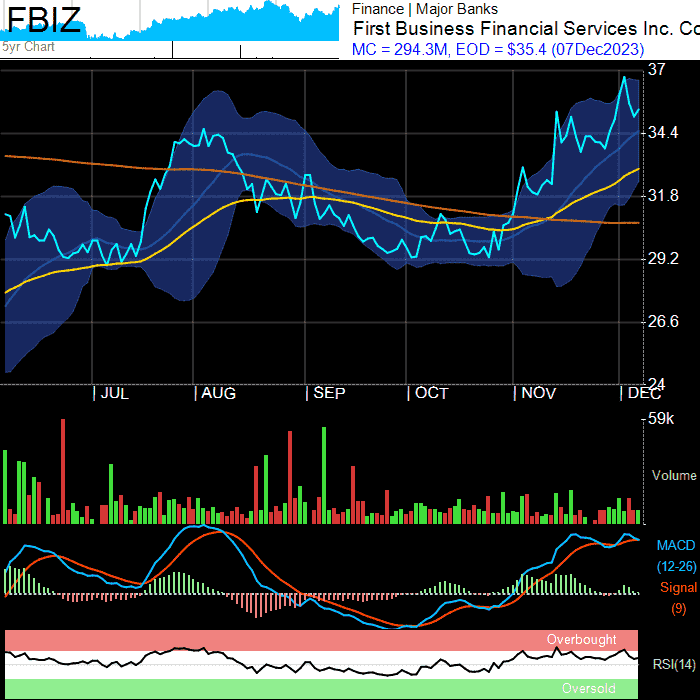 FBIZ
5yr Chart
Finance | Major Banks
First Business Financial Services Inc. Co
MC = 294.3M, EOD = $35.4 (07Dec2023)
37
34.4
31.8
29.2
26.6
24
JUL AUG SEP OCT NOV DEC
59k
Volume
MACD
(12-26)
Signal
(9)
Overbought
RSI(14)
Oversold